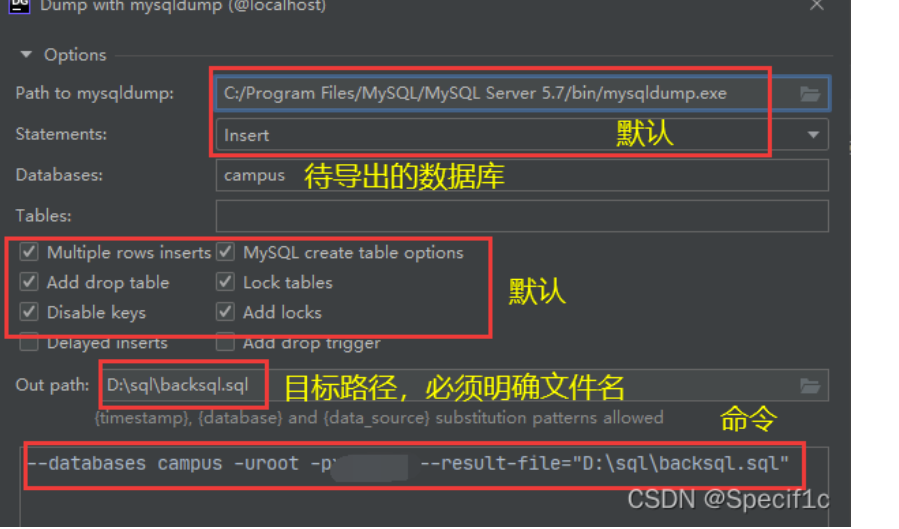 DG Dump with mysqldump (@localhost)
Options
Path to mysqldump: C:/Program Files/MySQL/MySQL Server 5.7/bin/mysqldump.exe
Statements: Insert 默认
Databases: campus 待导出的数据库
Tables:
Multiple rows inserts MySQL create table options
Add drop table Lock tables
默认
Disable keys Add locks
Delayed inserts Add drop trigger
Out path: D:\sql\backsql.sql 目标路径，必须明确文件名
{timestamp}, {database} and {data_source} substitution patterns allowed
命令
--databases campus -uroot --result-file="D:\sql\backsql.sql"
CSDN @Specif1c